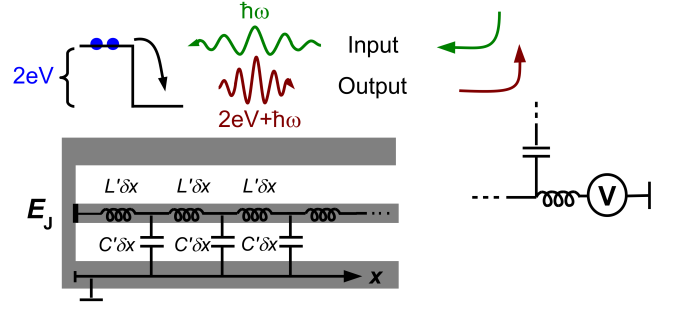 ħω
2eV
Input
Output
2eV+ħω
L'δx L'δx L'δx
E_J
C'δx C'δx C'δx
...
x
V